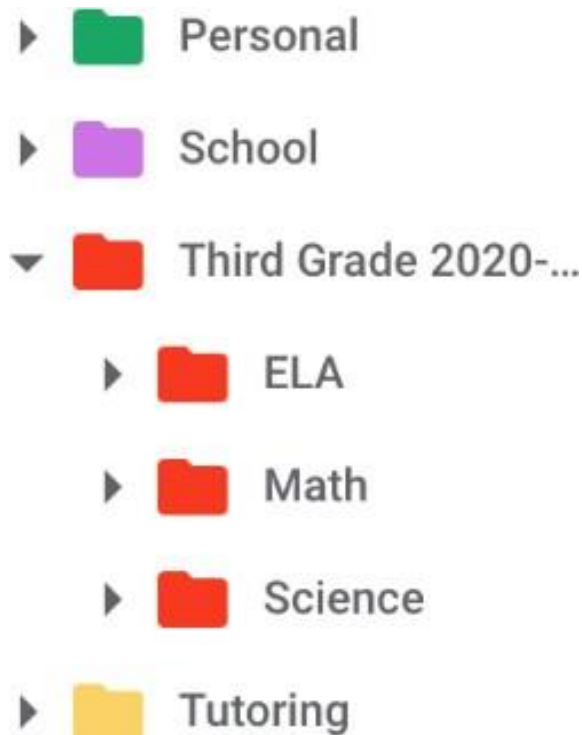 Personal
School
Third Grade 2020-...
ELA
Math
Science
Tutoring